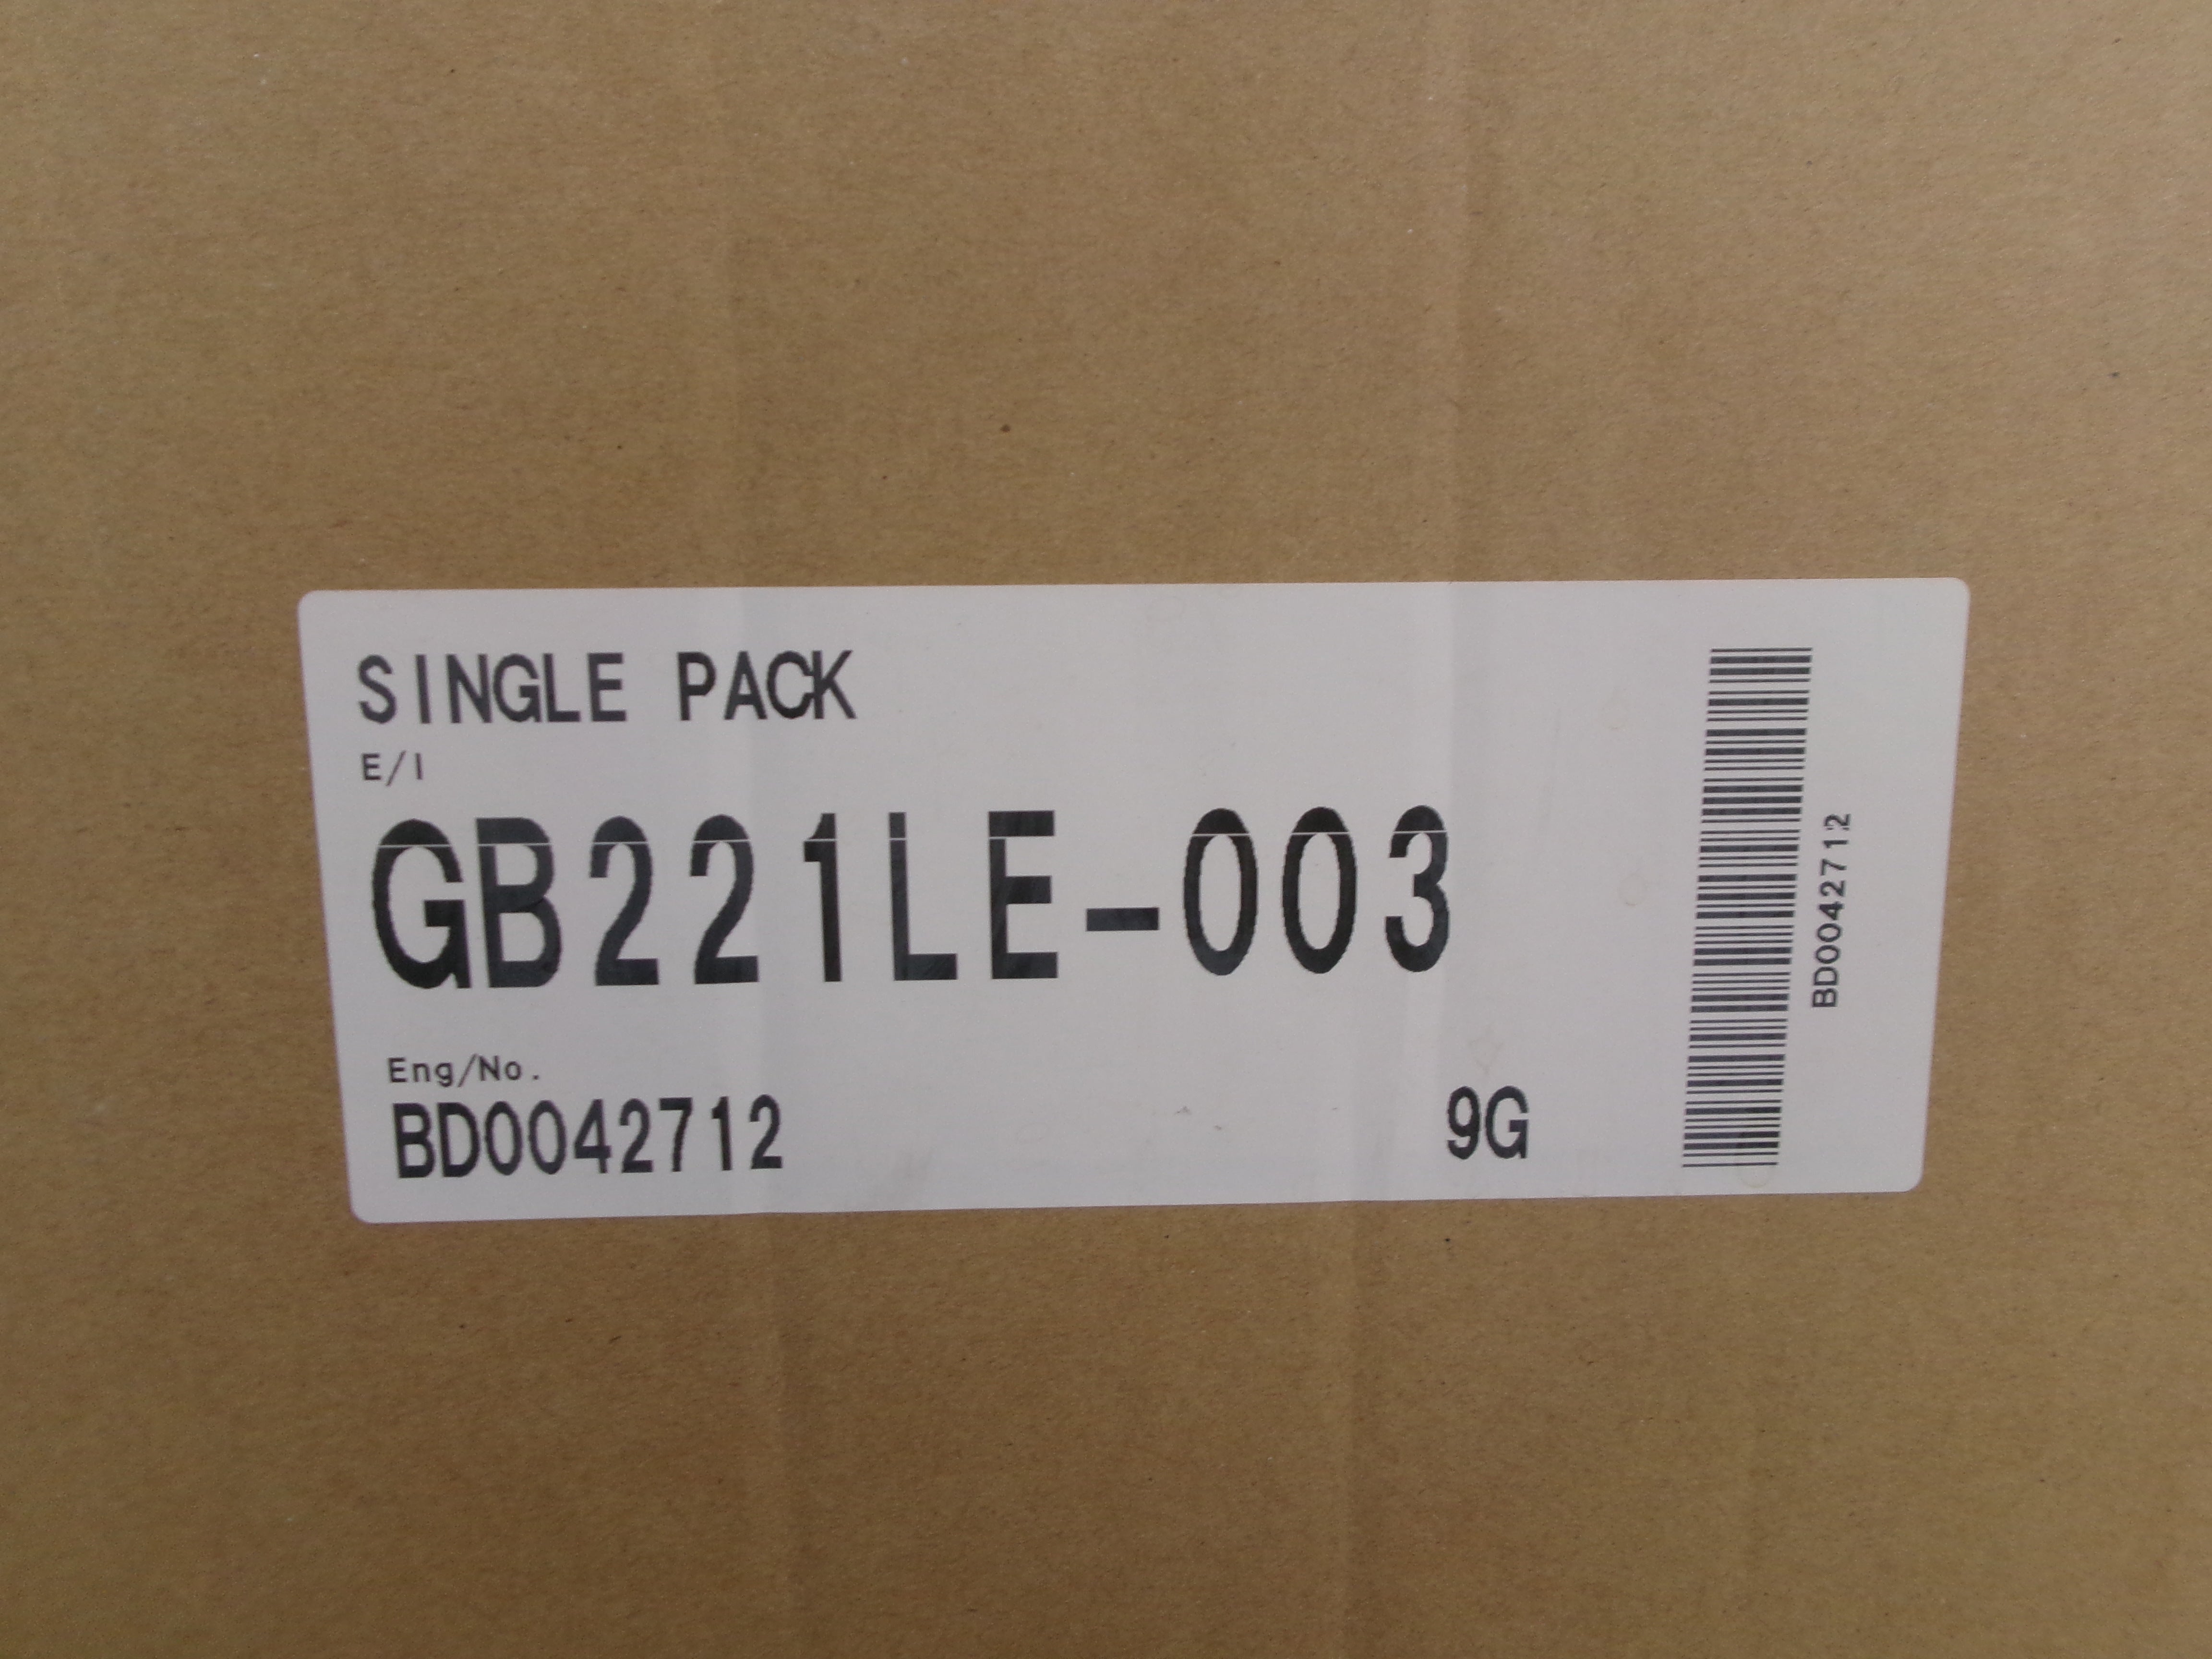 SINGLE PACK
E/I
GB221LE-003
Eng/No.
BD0042712
9G
BD0042712